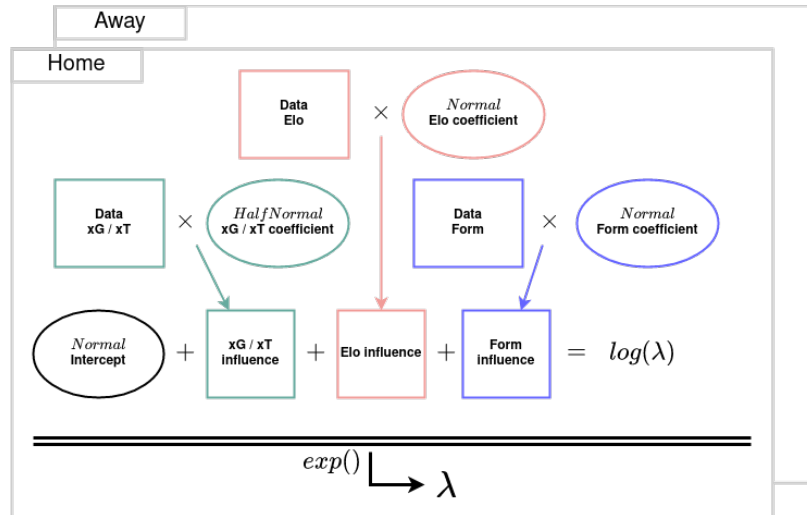 Away
Home
Data
Elo
×
Normal
Elo coefficient
Data
xG / xT
×
HalfNormal
xG / xT coefficient
Data
Form
×
Normal
Form coefficient
Normal
Intercept
+
xG / xT
influence
+
Elo influence
+
Form
influence
= log(λ)
exp()
λ